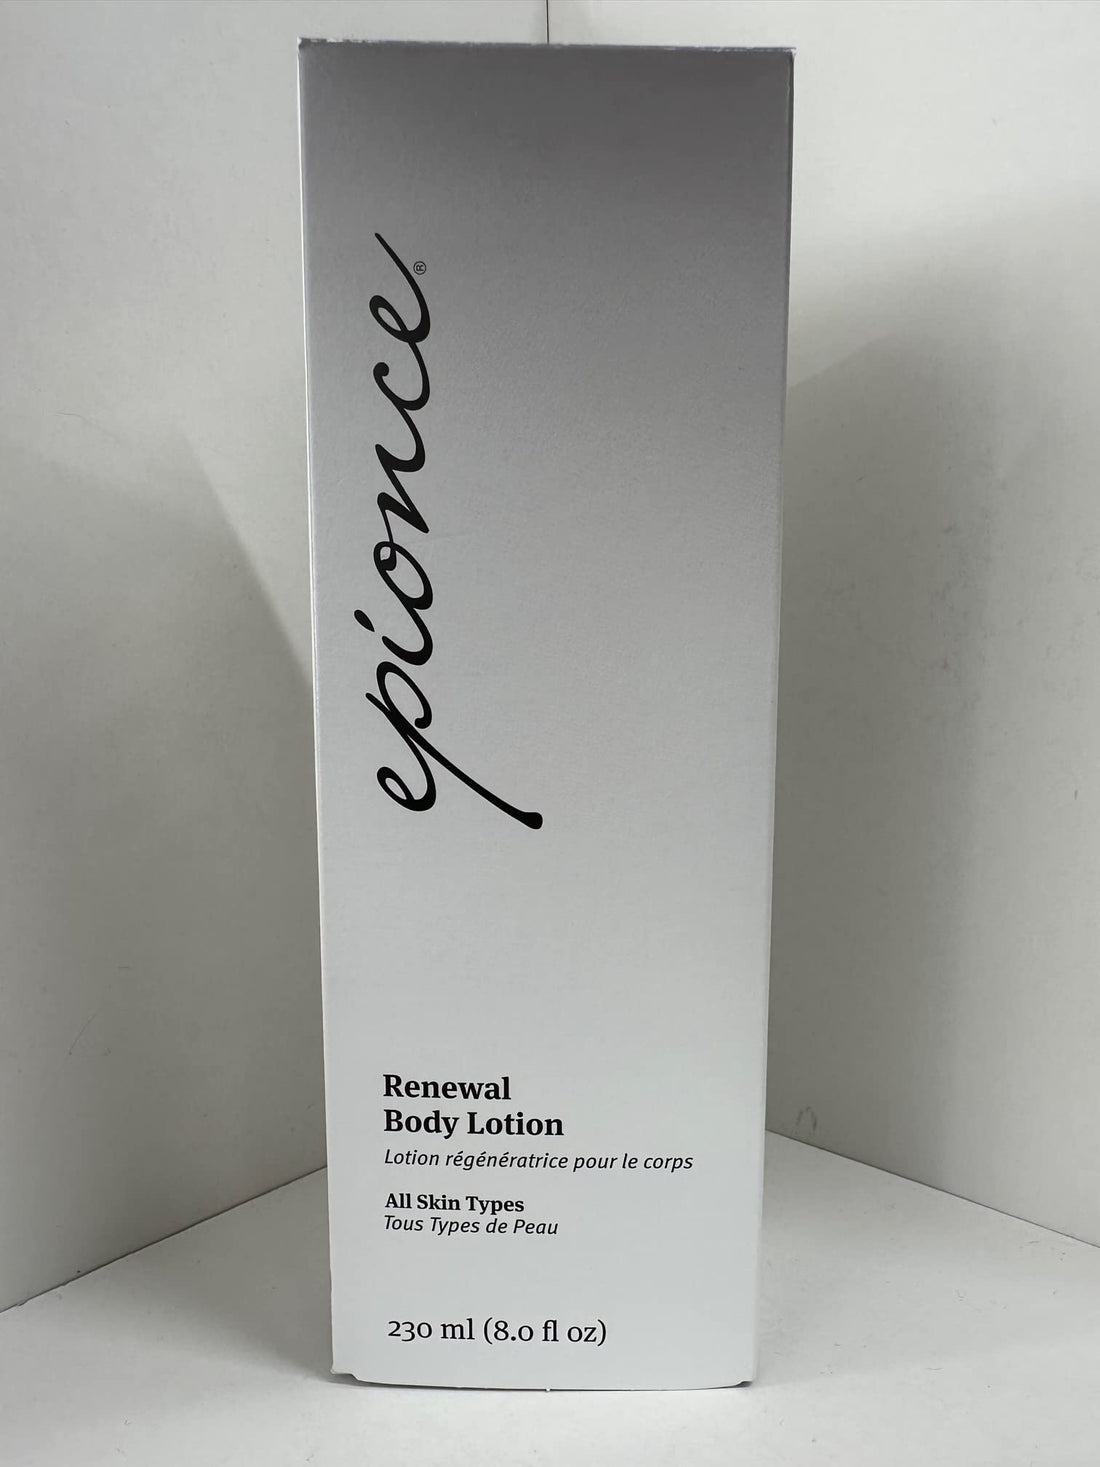 epionce®
Renewal
Body Lotion
Lotion régénératrice pour le corps
All Skin Types
Tous Types de Peau
230 ml (8.0 fl oz)